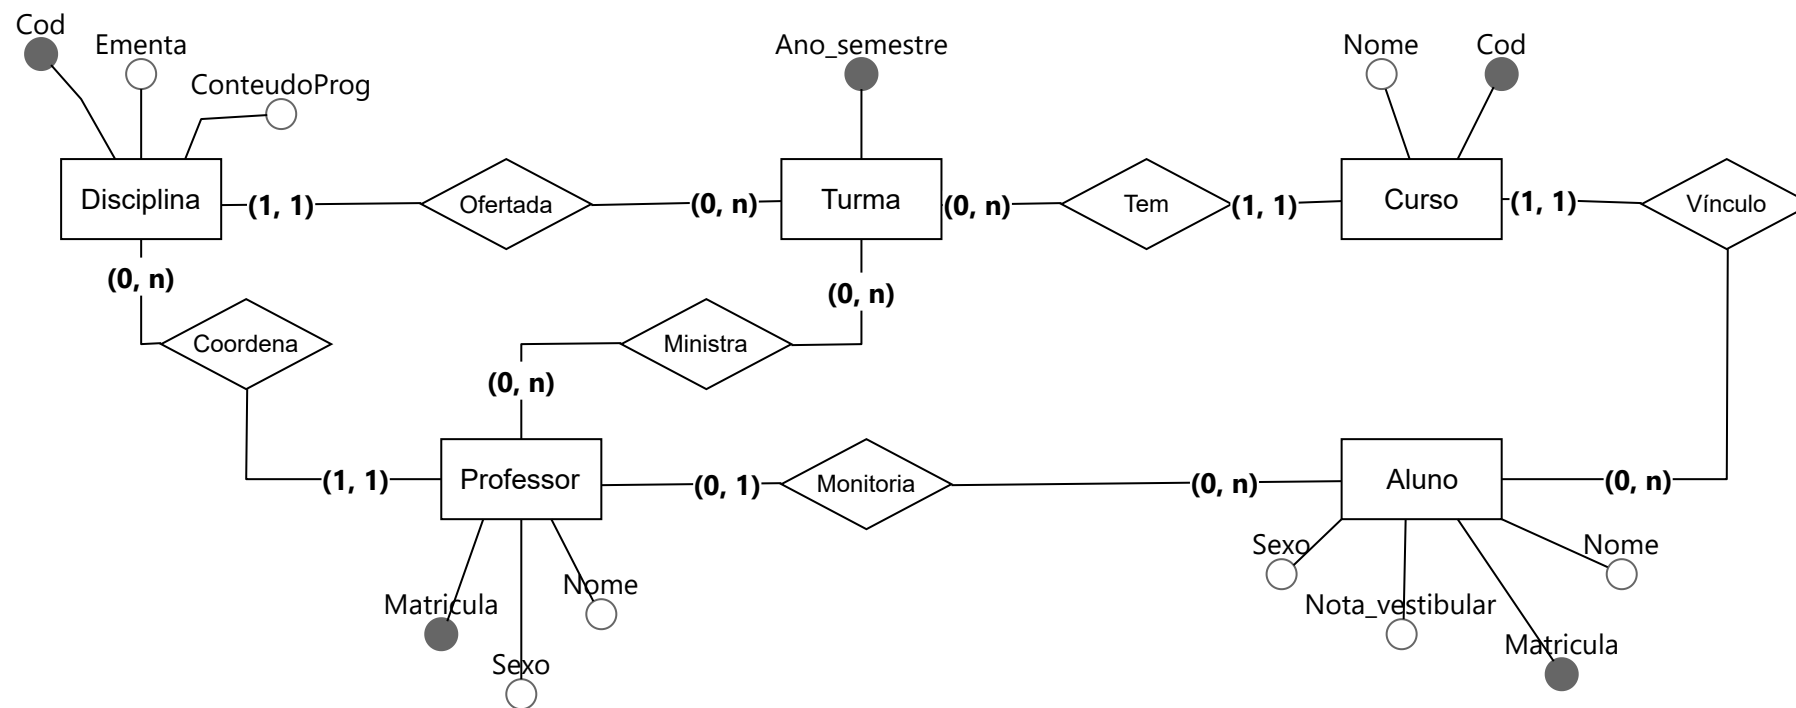 Cod
Ementa
ConteudoProg
Ano_semestre
Nome
Cod
Disciplina
(1, 1)
Ofertada
(0, n)
Turma
(0, n)
Tem
(1, 1)
Curso
(1, 1)
Vínculo
(0, n)
(0, n)
Coordena
Ministra
(0, n)
(1, 1)
Professor
(0, 1)
Monitoria
(0, n)
Aluno
(0, n)
Sexo
Nome
Nome
Matricula
Nota_vestibular
Matricula
Sexo